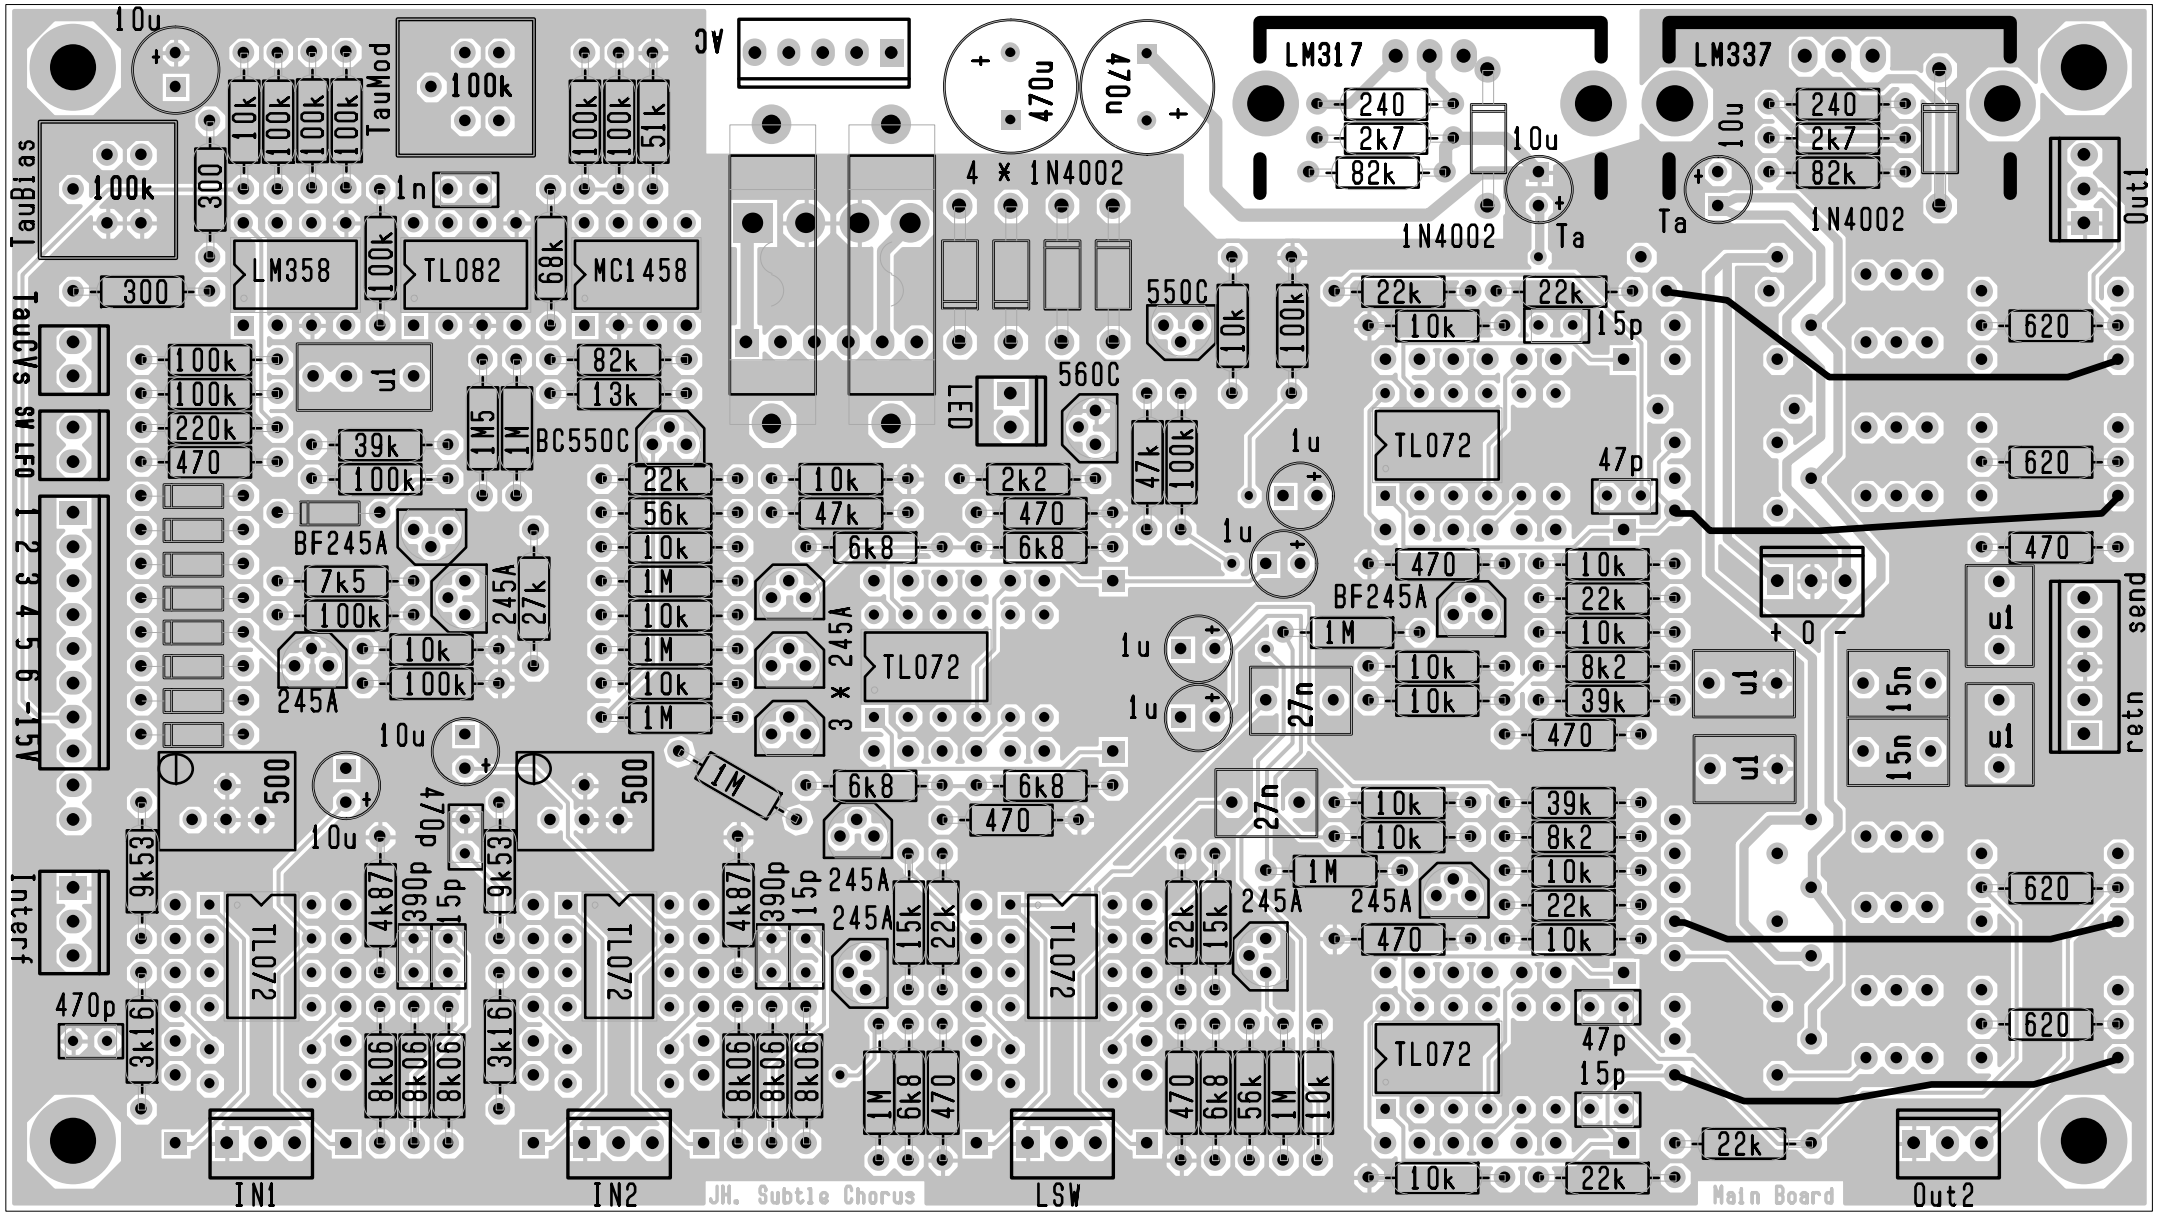 10u
+
TauBias
100k
300
300
10k
100k
100k
100k
TauMod
100k
1n
100k
100k
51k
LM358
100k
TL082
68k
MC1458
AC
+
470u
470u
+
4 * 1N4002
LM317
240
2k7
82k
10u
+
Ta
1N4002
LM337
10u
+
Ta
240
2k7
82k
1N4002
Out1
TauCVs
SW LFO
1 2 3 4 5 6 -15V
Interf
100k
100k
220k
470
u1
39k
100k
1M5
1M
82k
13k
BC550C
LED
560C
550C
10k
100k
47k
100k
22k
10k
22k
15p
620
TL072
47p
620
1u
+
1u
+
BF245A
7k5
100k
245A
27k
10k
100k
245A
22k
56k
10k
1M
10k
1M
10k
1M
1M
10k
47k
6k8
2k2
470
6k8
3 * 245A
TL072
6k8
6k8
470
245A
245A
1u
+
1u
+
27n
27n
470
BF245A
1M
10k
10k
10k
22k
10k
8k2
39k
470
+ 0 -
470
send
retn
u1
u1
u1
u1
15n
15n
10k
10k
1M
245A
245A
470
39k
8k2
10k
22k
10k
620
620
10u
+
10u
+
500
500
470p
9k53
9k53
4k87
390p
15p
4k87
390p
15p
TL072
TL072
TL072
15k
22k
22k
15k
470p
3k16
3k16
8k06
8k06
8k06
8k06
8k06
8k06
1M
6k8
470
470
6k8
56k
1M
10k
TL072
47p
15p
10k
22k
22k
IN1
IN2
JH. Subtle Chorus
LSW
Main Board
Out2